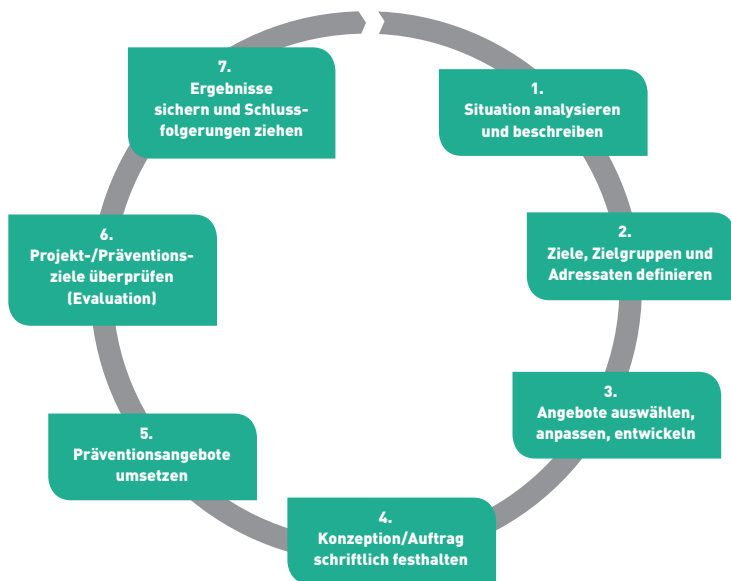 1.
Situation analysieren
und beschreiben
2.
Ziele, Zielgruppen und
Adressaten definieren
3.
Angebote auswählen,
anpassen, entwickeln
4.
Konzeption/Auftrag
schriftlich festhalten
5.
Präventionsangebote
umsetzen
6.
Projekt-/Präventions-
ziele überprüfen
(Evaluation)
7.
Ergebnisse
sichern und Schluss-
folgerungen ziehen